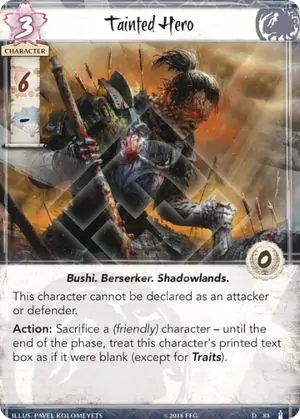 3
Tainted Hero
CHARACTER
6
0
Bushi. Berserker. Shadowlands.
This character cannot be declared as an attacker
or defender.
Action: Sacrifice a (friendly) character – until
the end of the phase, treat this character's printed text
box as if it were blank (except for Traits).
ILLUS. PAVEL KOLOMEYETS
©2018 FFG
D 85